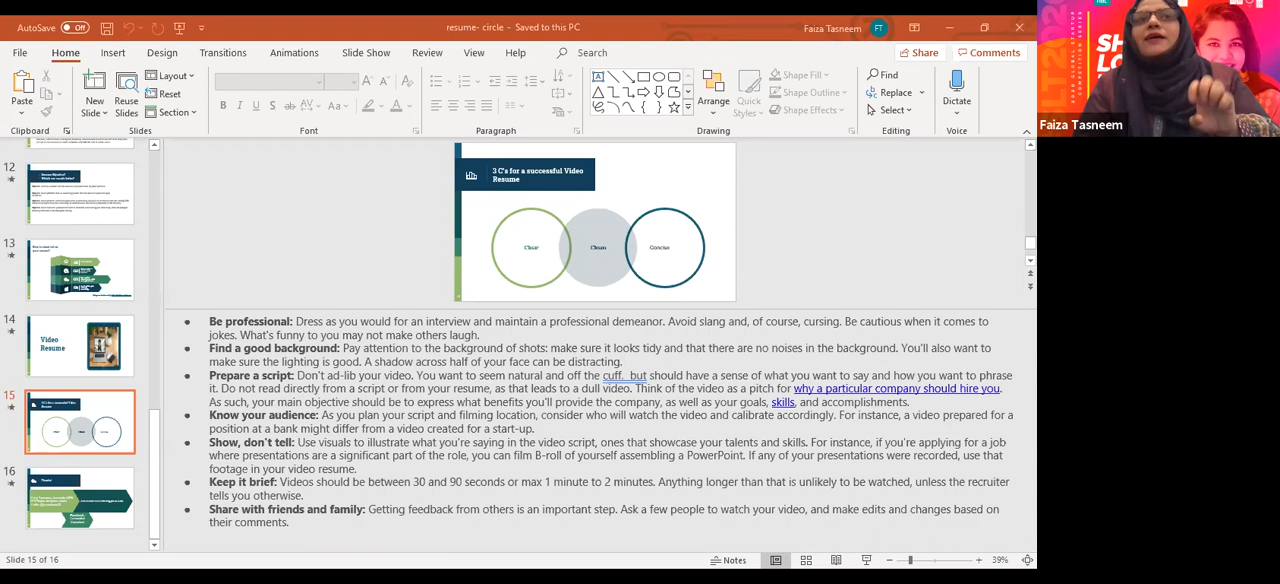 AutoSave Off
resume- circle - Saved to this PC
Faiza Tasneem
FT
File Home Insert Design Transitions Animations Slide Show Review View Help Search
Share Comments
Paste
Clipboard
New Slide
Reuse Slides
Layout
Reset
Section
Slides
Font
Paragraph
Arrange
Quick Styles
Shape Fill
Shape Outline
Shape Effects
Drawing
Find
Replace
Select
Editing
Dictate
Voice
Faiza Tasneem
12
13
14
Video
Resume
15
16
3 C's for a successful Video
Resume
Clear
Clean
Concise
Be professional: Dress as you would for an interview and maintain a professional demeanor. Avoid slang and, of course, cursing. Be cautious when it comes to
jokes. What's funny to you may not make others laugh.
Find a good background: Pay attention to the background of shots: make sure it looks tidy and that there are no noises in the background. You'll also want to
make sure the lighting is good. A shadow across half of your face can be distracting.
Prepare a script: Don't ad-lib your video. You want to seem natural and off the cuff, but should have a sense of what you want to say and how you want to phrase
it. Do not read directly from a script or from your resume, as that leads to a dull video. Think of the video as a pitch for why a particular company should hire you.
As such, your main objective should be to express what benefits you'll provide the company, as well as your goals, skills, and accomplishments.
Know your audience: As you plan your script and filming location, consider who will watch the video and calibrate accordingly. For instance, a video prepared for a
position at a bank might differ from a video created for a start-up.
Show, don't tell: Use visuals to illustrate what you're saying in the video script, ones that showcase your talents and skills. For instance, if you're applying for a job
where presentations are a significant part of the role, you can film B-roll of yourself assembling a PowerPoint. If any of your presentations were recorded, use that
footage in your video resume.
Keep it brief: Videos should be between 30 and 90 seconds or max 1 minute to 2 minutes. Anything longer than that is unlikely to be watched, unless the recruiter
tells you otherwise.
Share with friends and family: Getting feedback from others is an important step. Ask a few people to watch your video, and make edits and changes based on
their comments.
Slide 15 of 16
Notes
39%